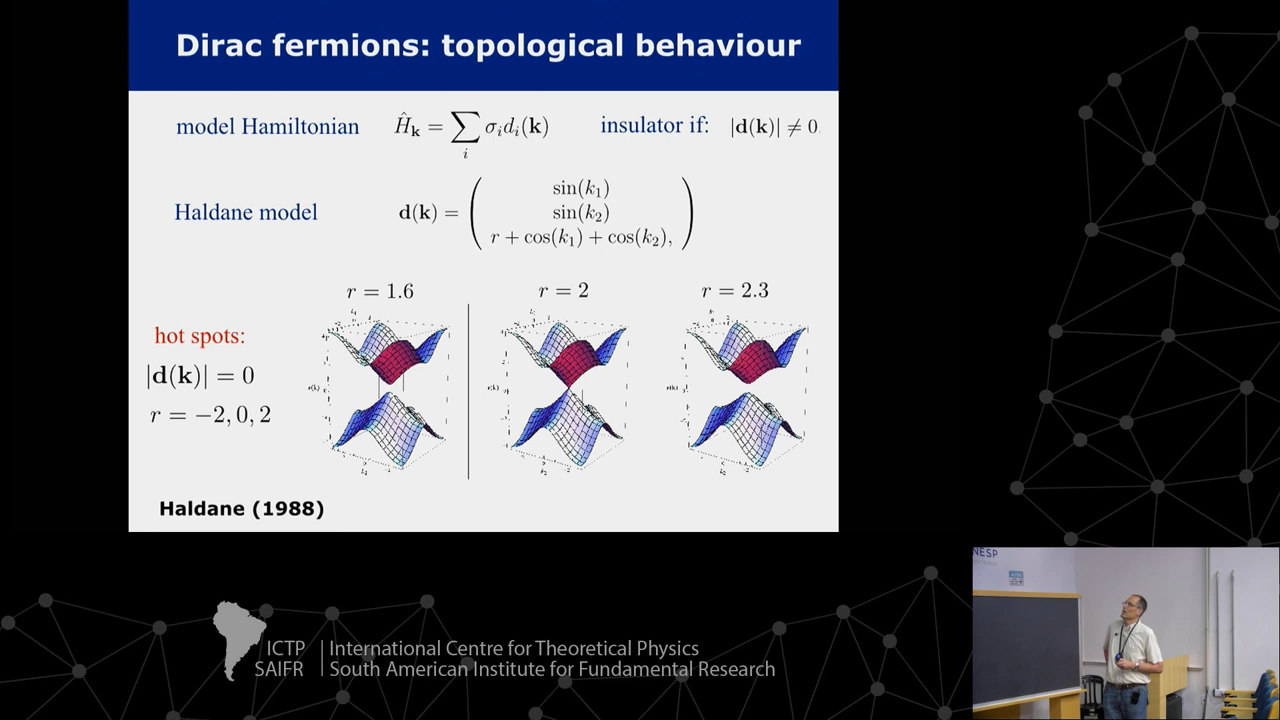 Dirac fermions: topological behaviour
model Hamiltonian Ĥ_k = ∑_i σ_i d_i(k) insulator if: |d(k)| ≠ 0.
Haldane model d(k) = ( sin(k₁)
sin(k₂)
r + cos(k₁) + cos(k₂), )
r = 1.6 r = 2 r = 2.3
hot spots:
|d(k)| = 0
r = −2, 0, 2
Haldane (1988)
NESP
ICTP | International Centre for Theoretical Physics
SAIFR | South American Institute for Fundamental Research